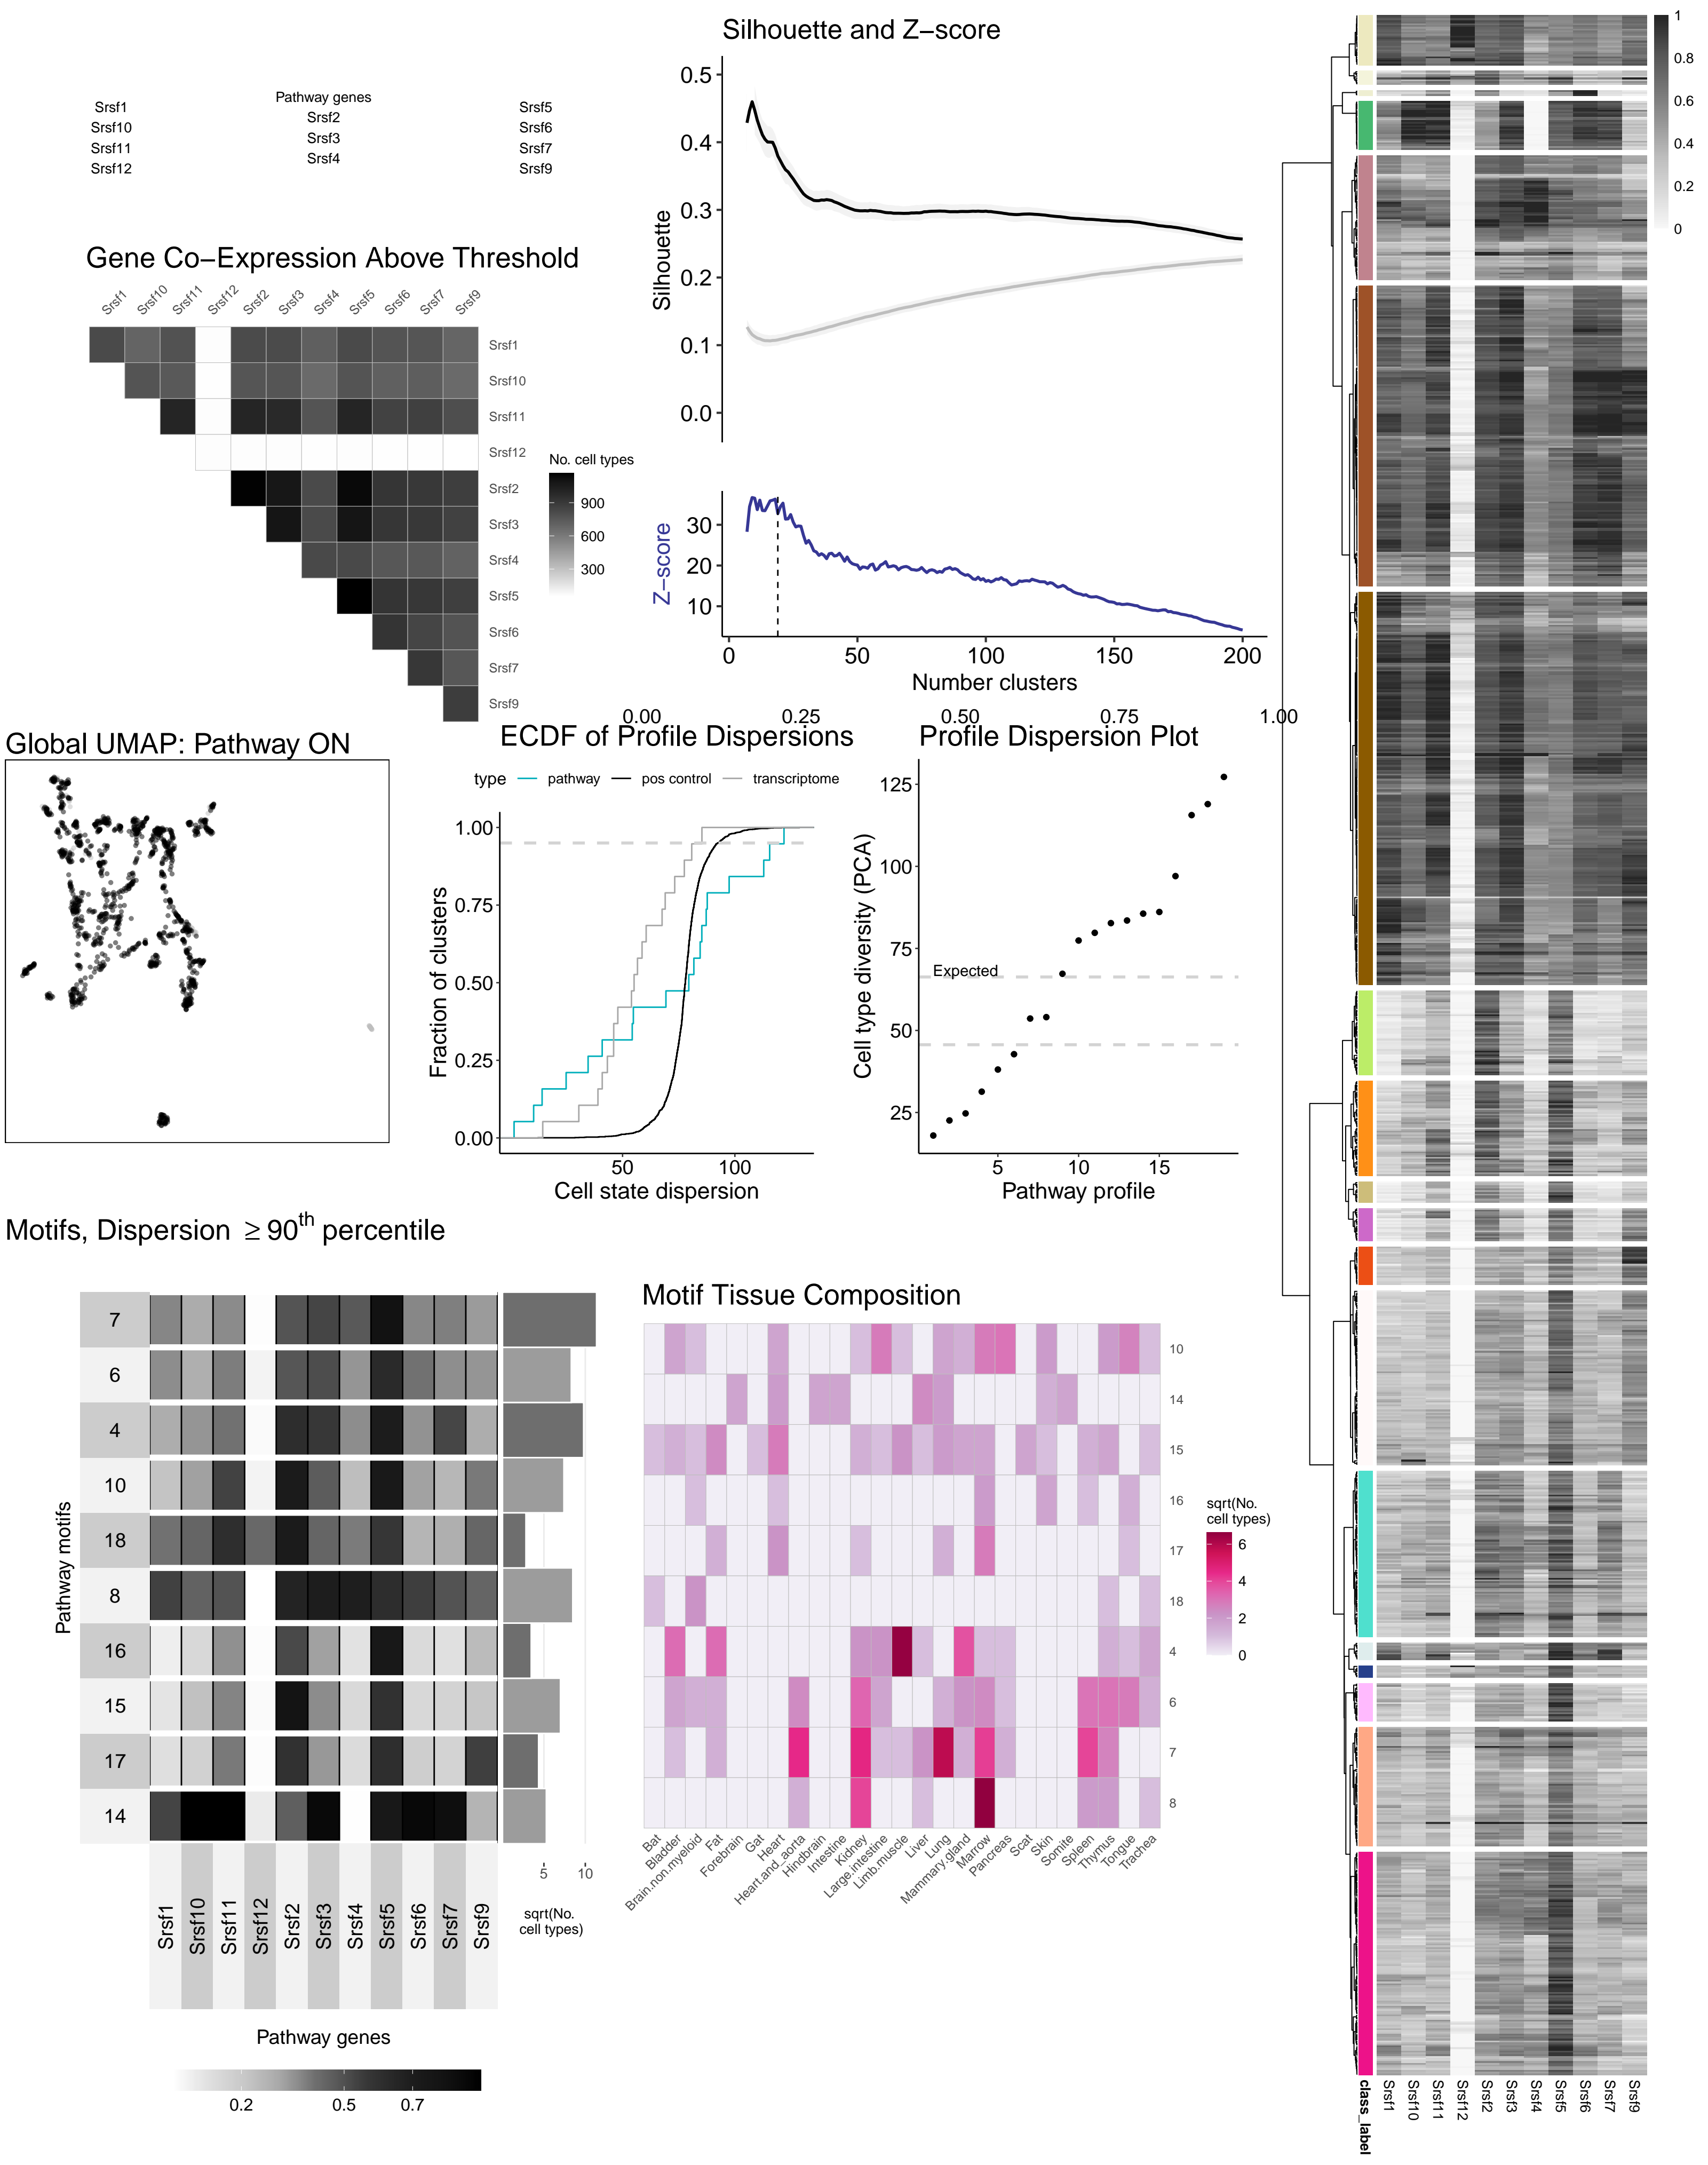 Pathway genes
Srsf1
Srsf10
Srsf11
Srsf12
Srsf2
Srsf3
Srsf4
Srsf5
Srsf6
Srsf7
Srsf9
Gene Co−Expression Above Threshold
Srsf1 Srsf10 Srsf11 Srsf12 Srsf2 Srsf3 Srsf4 Srsf5 Srsf6 Srsf7 Srsf9
Srsf1
Srsf10
Srsf11
Srsf12
Srsf2
Srsf3
Srsf4
Srsf5
Srsf6
Srsf7
Srsf9
No. cell types
900
600
300
Silhouette and Z−score
Silhouette
0.5
0.4
0.3
0.2
0.1
0.0
Z−score
30
20
10
0 50 100 150 200
Number clusters
0.00 0.25 0.50 0.75 1.00
Global UMAP: Pathway ON
ECDF of Profile Dispersions
type pathway pos control transcriptome
Fraction of clusters
1.00
0.75
0.50
0.25
0.00
50 100
Cell state dispersion
Profile Dispersion Plot
Cell type diversity (PCA)
125
100
75
50
25
Expected
5 10 15
Pathway profile
Motifs, Dispersion ≥ 90th percentile
Pathway motifs
7
6
4
10
18
8
16
15
17
14
Srsf1 Srsf10 Srsf11 Srsf12 Srsf2 Srsf3 Srsf4 Srsf5 Srsf6 Srsf7 Srsf9
5 10
sqrt(No.
cell types)
Pathway genes
0.2 0.5 0.7
Motif Tissue Composition
10
14
15
16
17
18
4
6
7
8
Bat Bladder Brain.non.myeloid Fat Forebrain Gat Heart Heart.and_.aorta Hindbrain Intestine Kidney Large.intestine Limb.muscle Liver Lung Mammary.gland Marrow Pancreas Scat Skin Somite Spleen Thymus Tongue Trachea
sqrt(No.
cell types)
6
4
2
0
1
0.8
0.6
0.4
0.2
0
class_label Srsf1 Srsf10 Srsf11 Srsf12 Srsf2 Srsf3 Srsf4 Srsf5 Srsf6 Srsf7 Srsf9